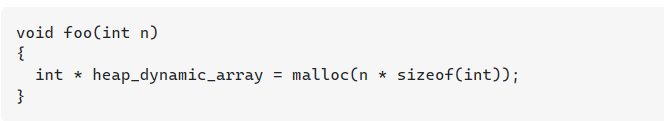 void foo(int n)
{
  int * heap_dynamic_array = malloc(n * sizeof(int));
}